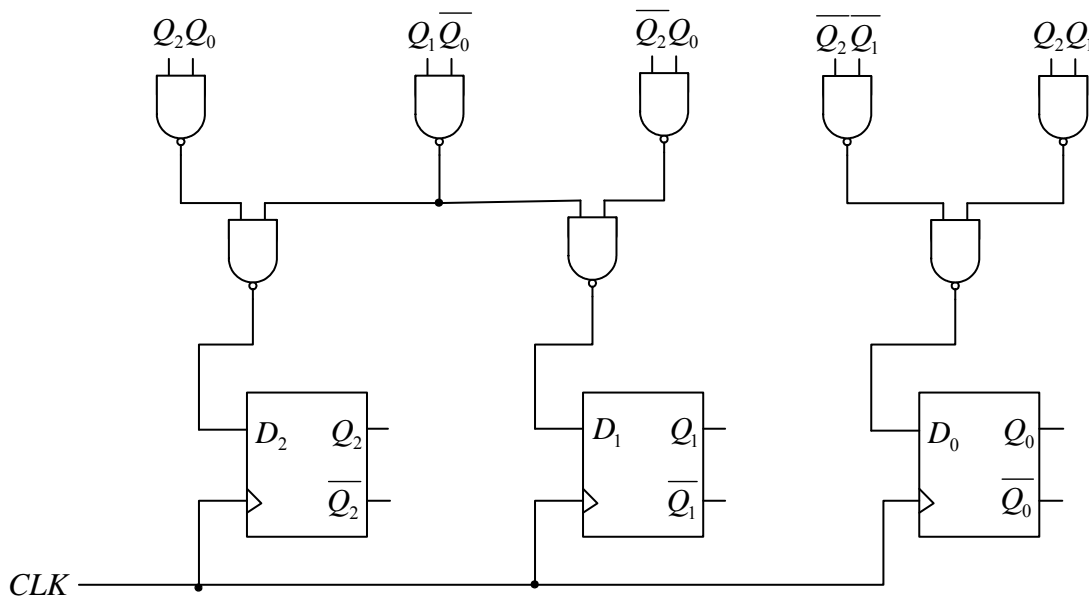 Q₂Q₀ Q₁Q̅₀ Q̅₂Q₀ Q̅₂Q̅₁ Q₂Q₁
D₂ Q₂ D₁ Q₁ D₀ Q₀
Q̅₂ Q̅₁ Q̅₀
CLK